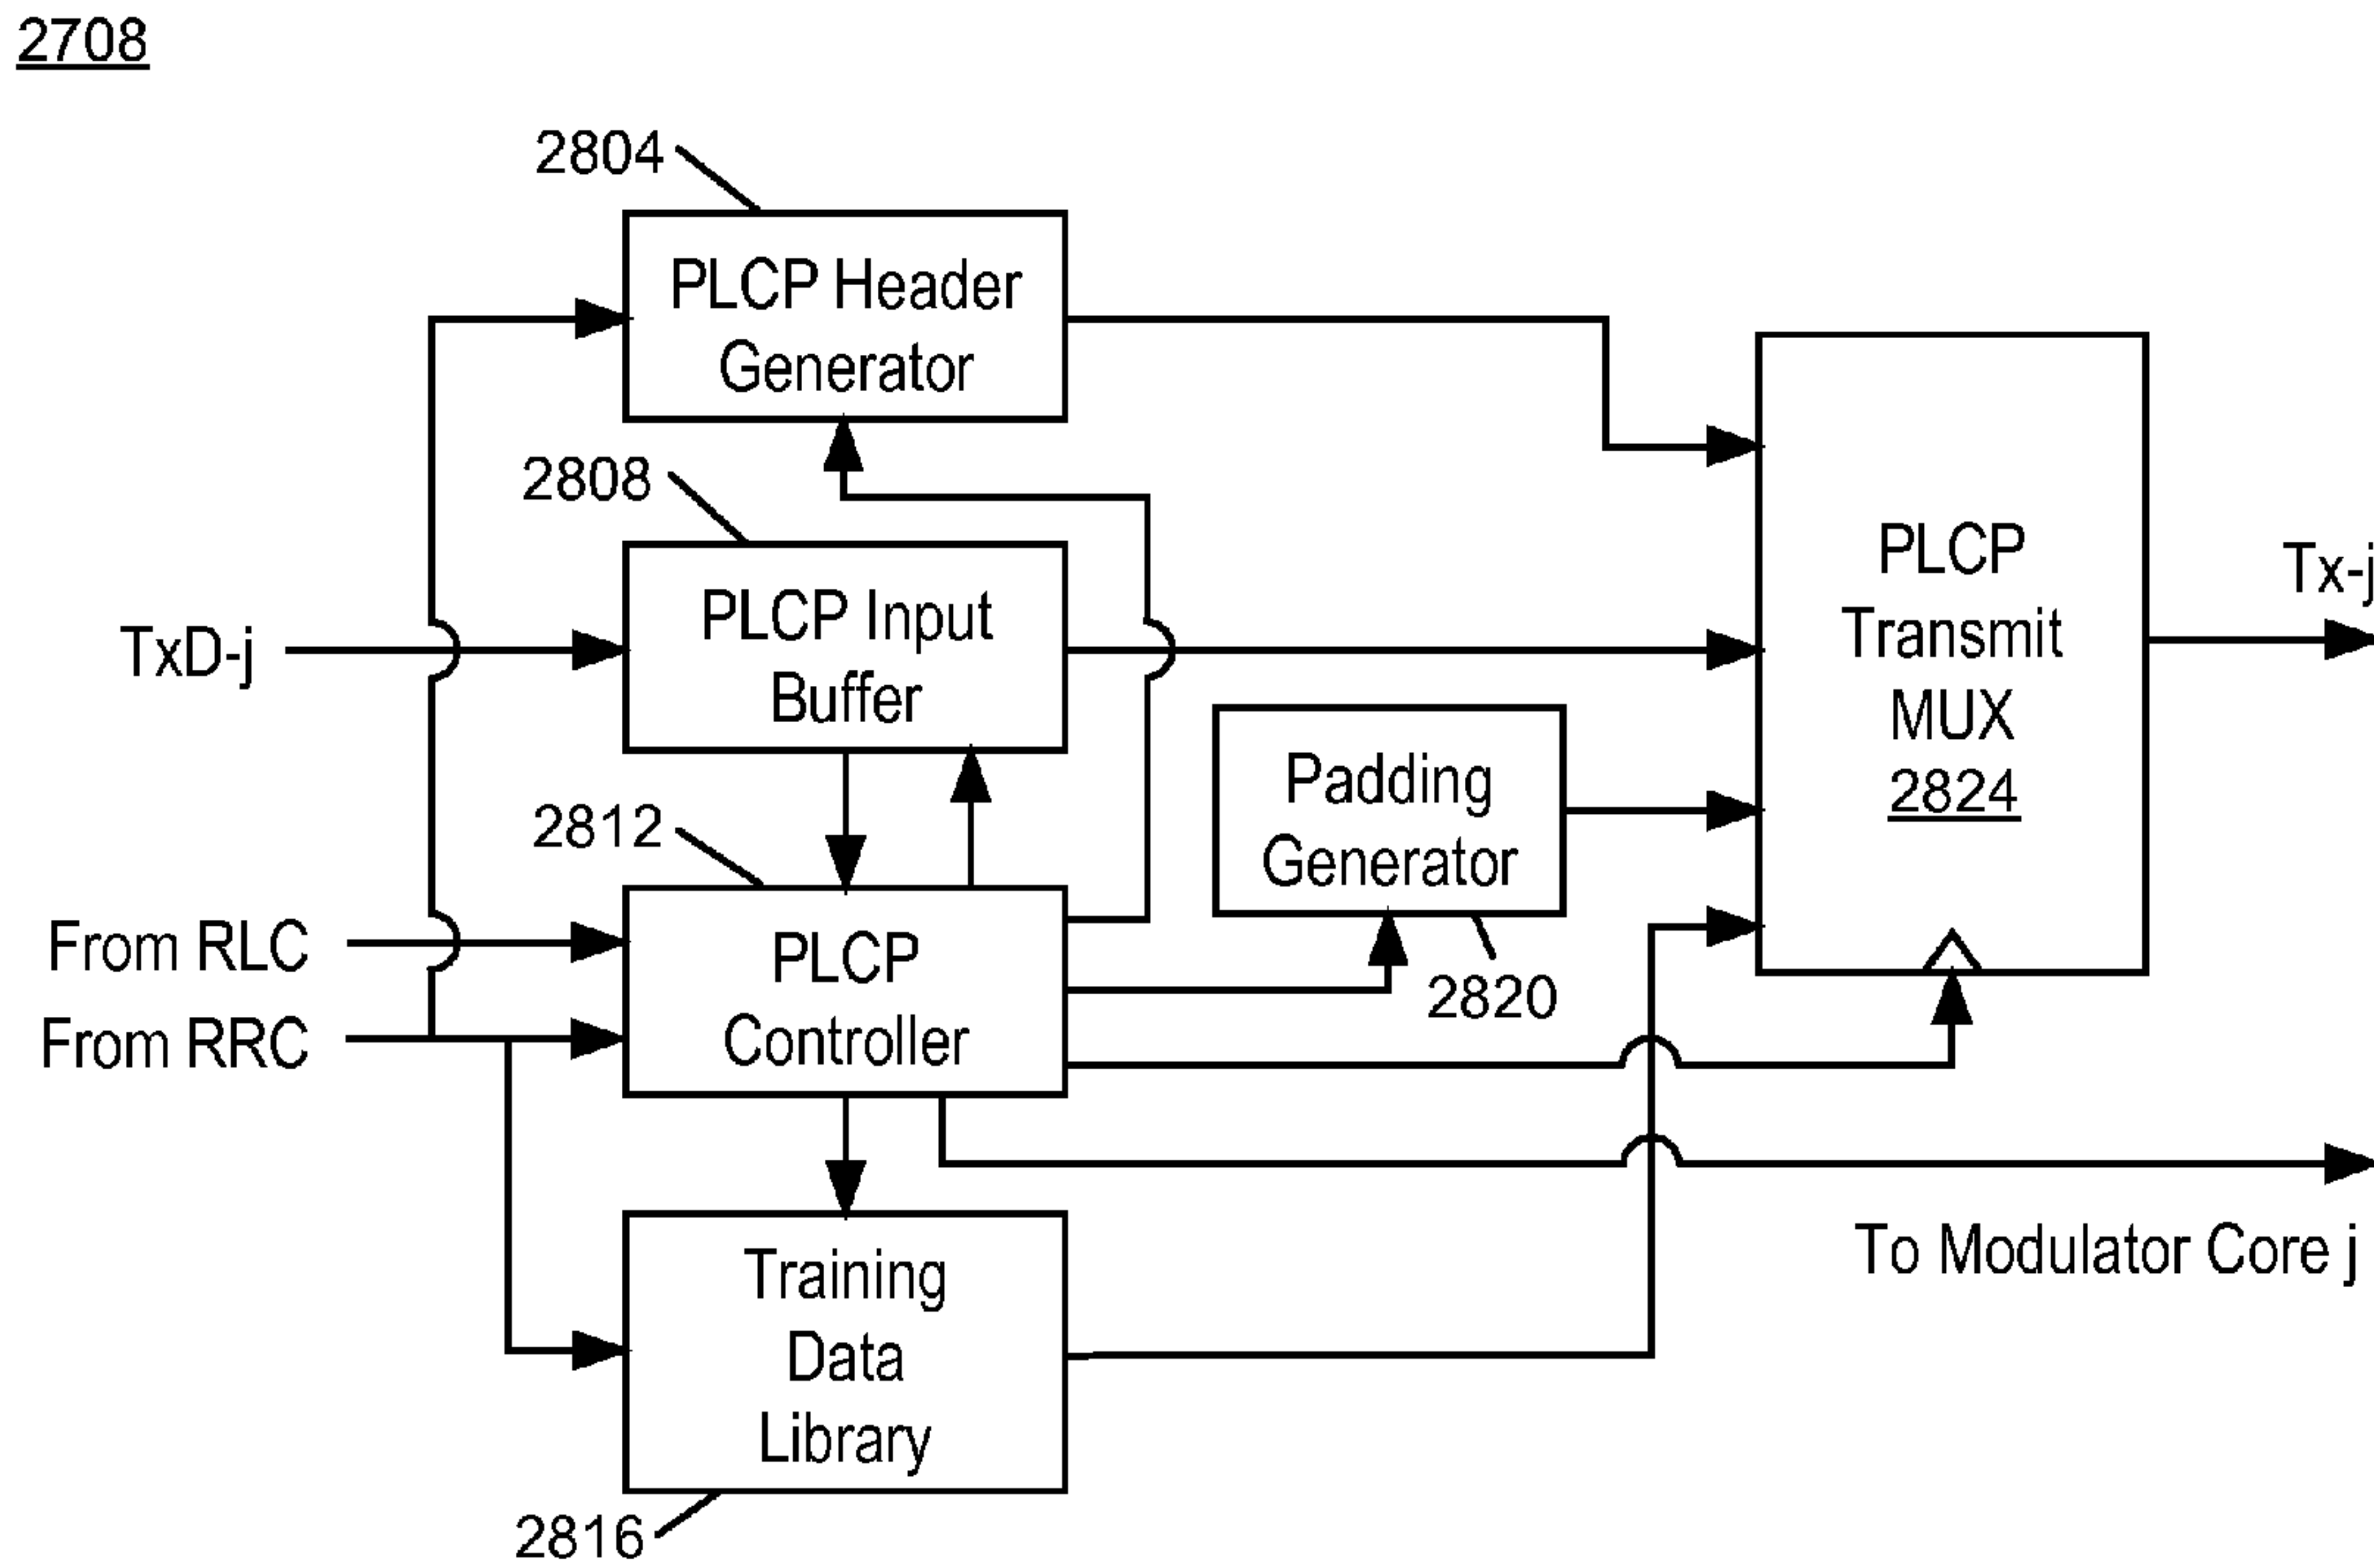 2708
2804
PLCP Header
Generator
2808
TxD-j
PLCP Input
Buffer
PLCP
Transmit
MUX
2824
Tx-j
Padding
Generator
2820
2812
From RLC
From RRC
PLCP
Controller
To Modulator Core j
Training
Data
Library
2816